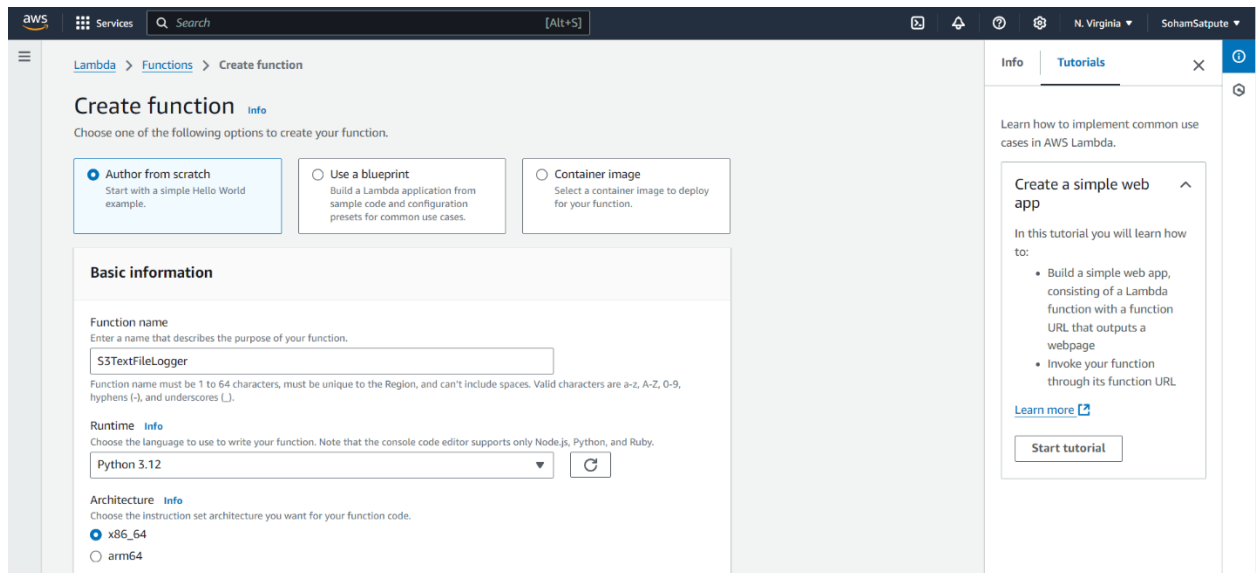 aws
Services
Search
[Alt+S]
N. Virginia
SohamSatpute
Lambda > Functions > Create function
Create function Info
Choose one of the following options to create your function.
Author from scratch
Start with a simple Hello World
example.
Use a blueprint
Build a Lambda application from
sample code and configuration
presets for common use cases.
Container image
Select a container image to deploy
for your function.
Basic information
Function name
Enter a name that describes the purpose of your function.
S3TextFileLogger
Function name must be 1 to 64 characters, must be unique to the Region, and can't include spaces. Valid characters are a-z, A-Z, 0-9,
hyphens (-), and underscores (_).
Runtime Info
Choose the language to use to write your function. Note that the console code editor supports only Node.js, Python, and Ruby.
Python 3.12
Architecture Info
Choose the instruction set architecture you want for your function code.
x86_64
arm64
Info
Tutorials
Learn how to implement common use
cases in AWS Lambda.
Create a simple web
app
In this tutorial you will learn how
to:
• Build a simple web app,
consisting of a Lambda
function with a function
URL that outputs a
webpage
• Invoke your function
through its function URL
Learn more
Start tutorial